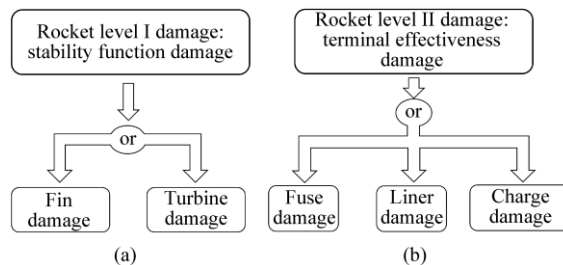 Rocket level I damage:
stability function damage
or
Fin
damage
Turbine
damage
(a)
Rocket level II damage:
terminal effectiveness
damage
or
Fuse
damage
Liner
damage
Charge
damage
(b)